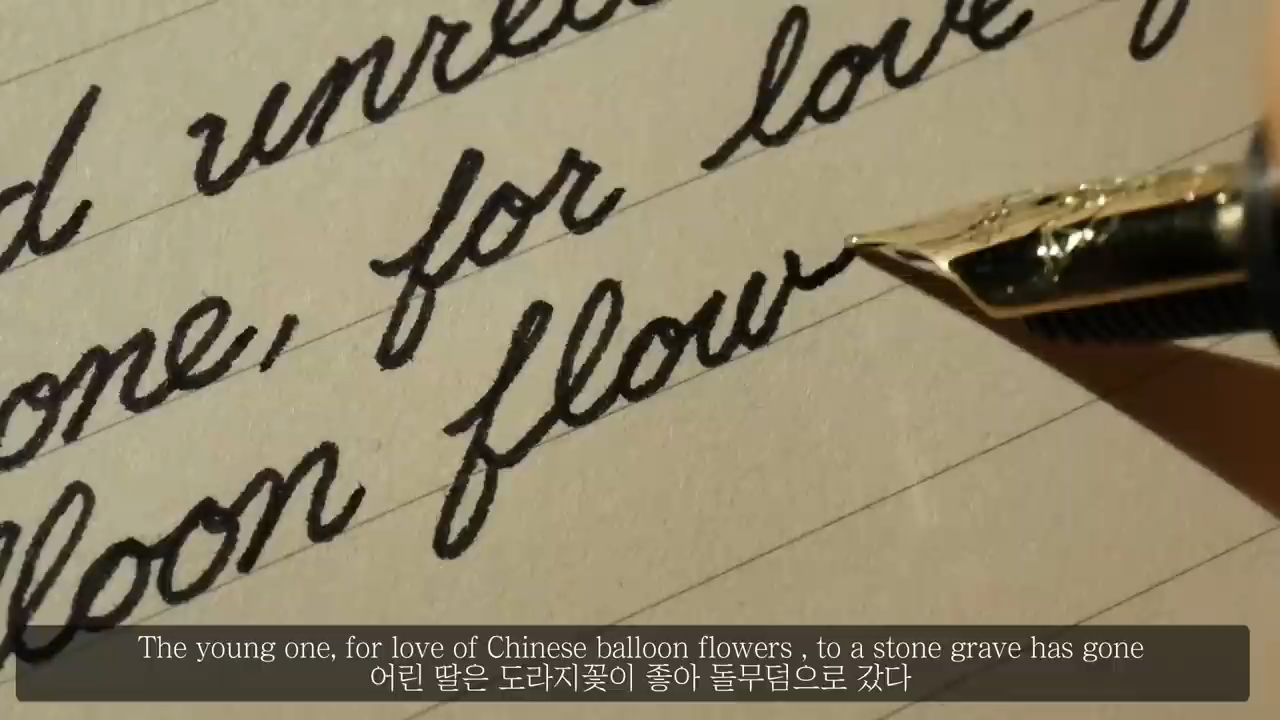 d unre
for love
one,
loon flow
The young one, for love of Chinese balloon flowers , to a stone grave has gone
어린 딸은 도라지꽃이 좋아 돌무덤으로 갔다